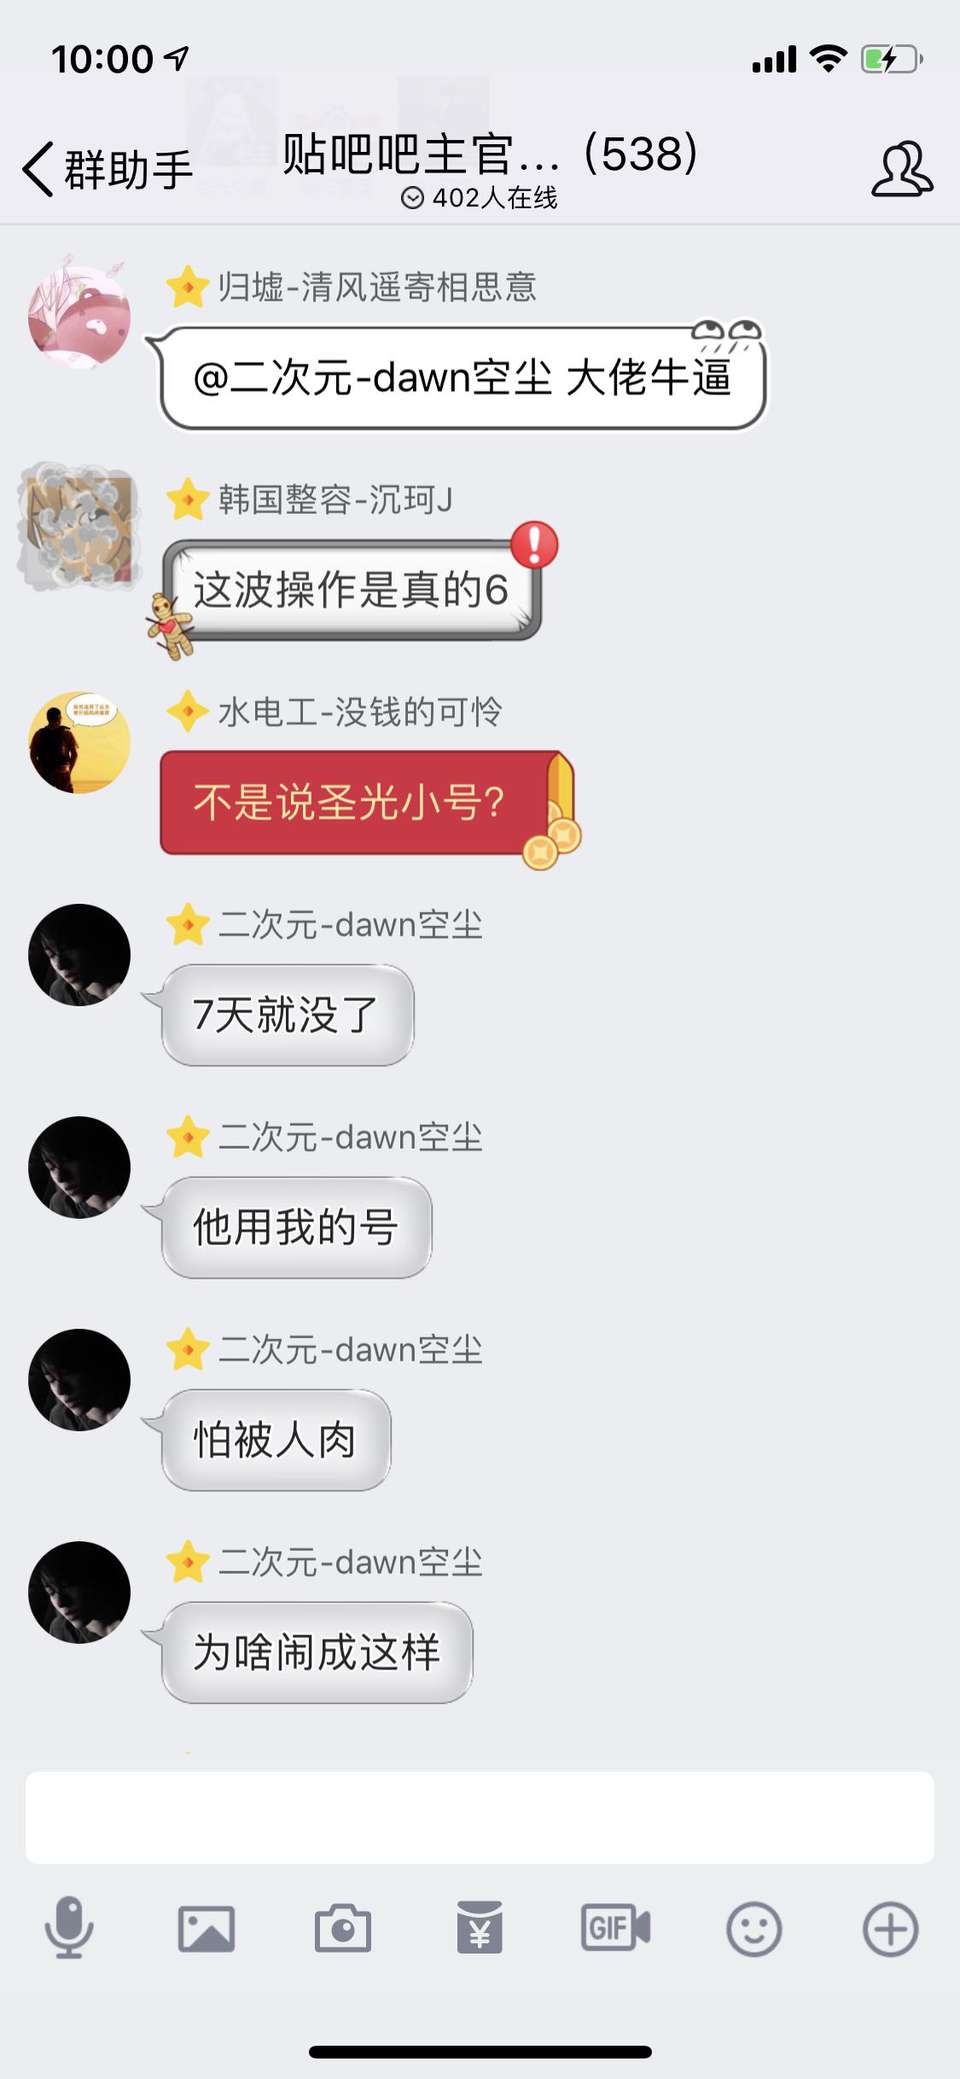 10:00
群助手
贴吧吧主官...（538）
402人在线
归墟-清风遥寄相思意
@二次元-dawn空尘 大佬牛逼
韩国整容-沉珂J
这波操作是真的6
水电工-没钱的可怜
不是说圣光小号？
二次元-dawn空尘
7天就没了
二次元-dawn空尘
他用我的号
二次元-dawn空尘
怕被人肉
二次元-dawn空尘
为啥闹成这样
GIF